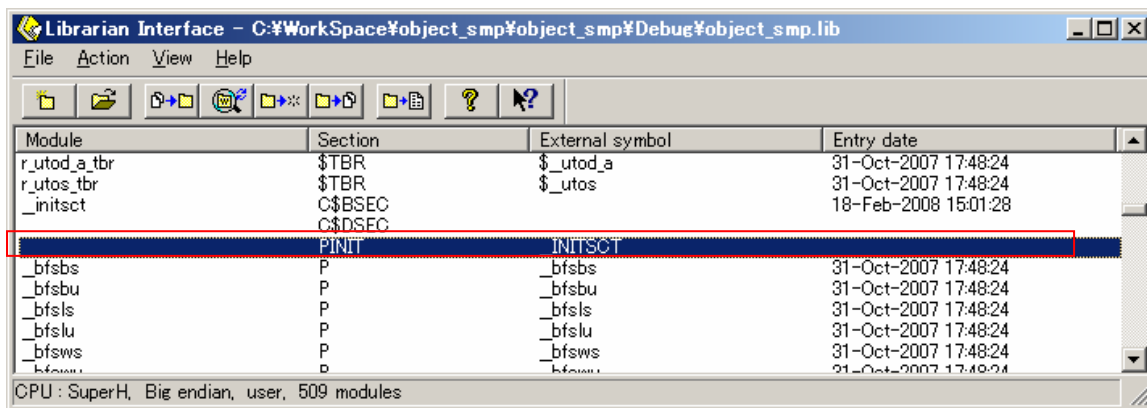 Librarian Interface - C:¥WorkSpace¥object_smp¥object_smp¥Debug¥object_smp.lib
File Action View Help
Module Section External symbol Entry date
r_utod_a_tbr $TBR $_utod_a 31-Oct-2007 17:48:24
r_utos_tbr $TBR $_utos 31-Oct-2007 17:48:24
_initsct C$BSEC 18-Feb-2008 15:01:28
C$DSEC
PINIT _INITSCT
_bfsbs P _bfsbs 31-Oct-2007 17:48:24
_bfsbu P _bfsbu 31-Oct-2007 17:48:24
_bfsls P _bfsls 31-Oct-2007 17:48:24
_bfslu P _bfslu 31-Oct-2007 17:48:24
_bfsws P _bfsws 31-Oct-2007 17:48:24
CPU : SuperH, Big endian, user, 509 modules